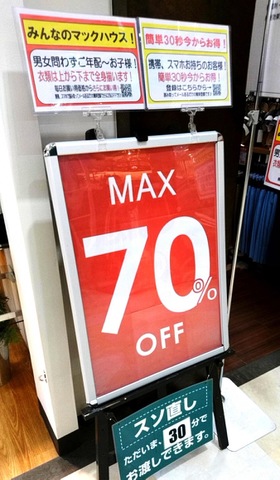 みんなのマックハウス！
男女問わずご年配～お子様！
衣類は上から下まで全身揃います！
簡単30秒今からお得！
携帯、スマホお持ちのお客様！
簡単30秒今からお得！
登録はこちらから→
MAX
70%
OFF
スソ直し
ただいま・30分で
お渡しできます。